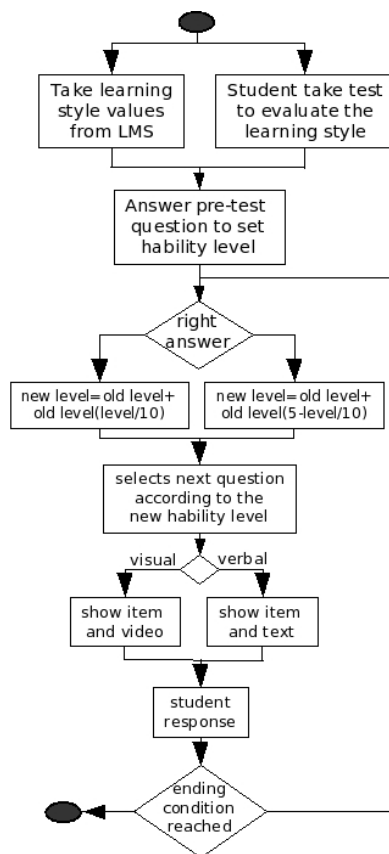 Take learning
style values
from LMS
Student take test
to evaluate the
learning style
Answer pre-test
question to set
hability level
right
answer
new level=old level+
old level(level/10)
new level=old level+
old level(5-level/10)
selects next question
according to the
new hability level
visual
verbal
show item
and video
show item
and text
student
response
ending
condition
reached